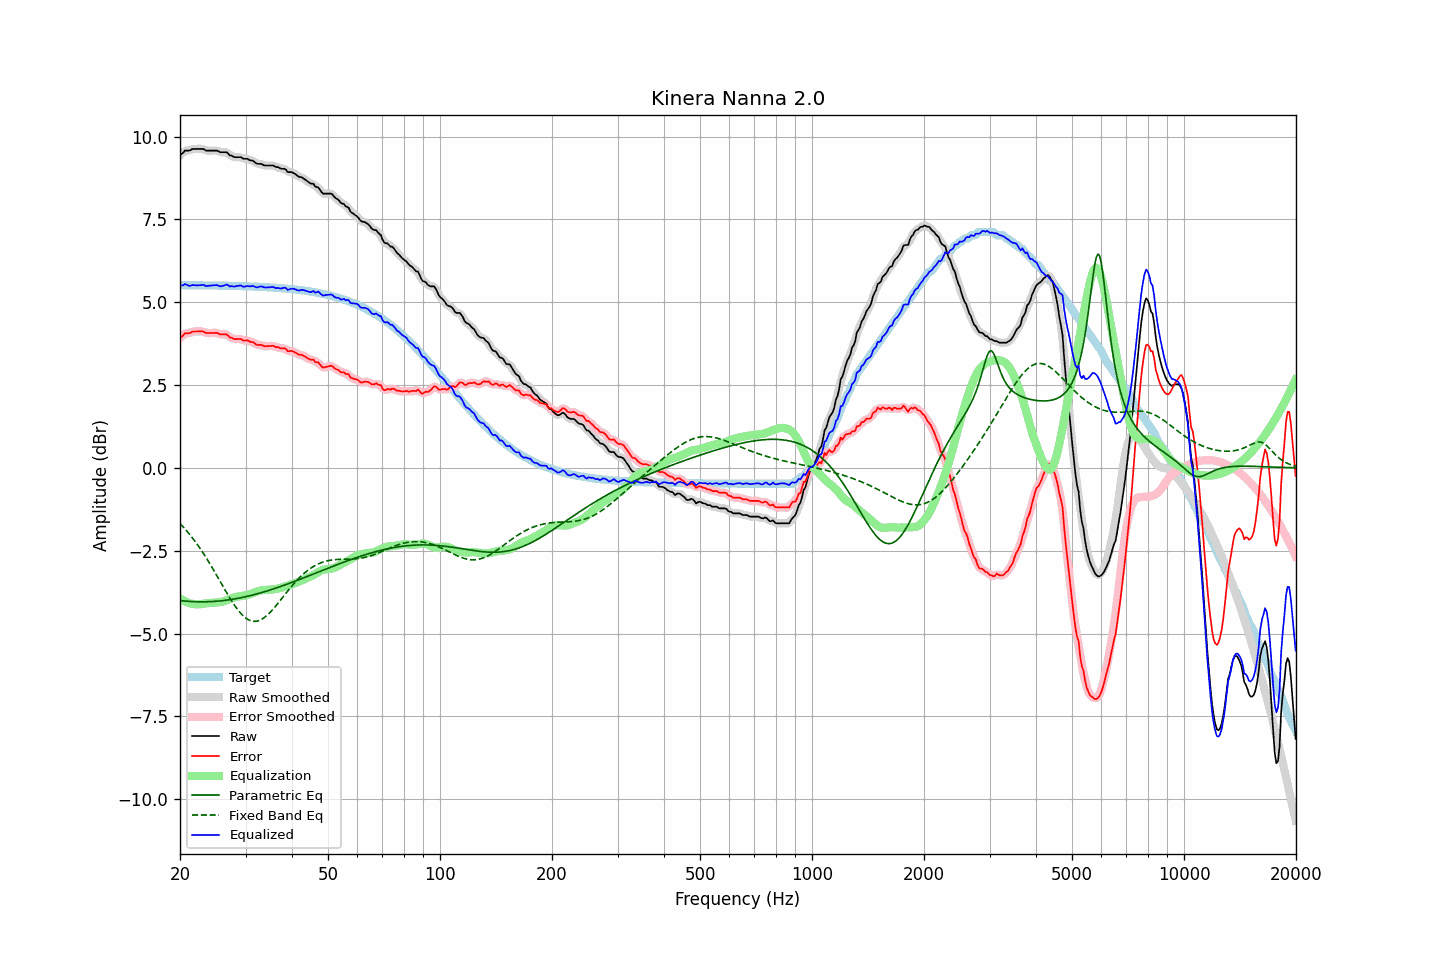 Kinera Nanna 2.0
10.0
7.5
5.0
2.5
0.0
−2.5
−5.0
−7.5
−10.0
Amplitude (dBr)
Target
Raw Smoothed
Error Smoothed
Raw
Error
Equalization
Parametric Eq
Fixed Band Eq
Equalized
20 50 100 200 500 1000 2000 5000 10000 20000
Frequency (Hz)